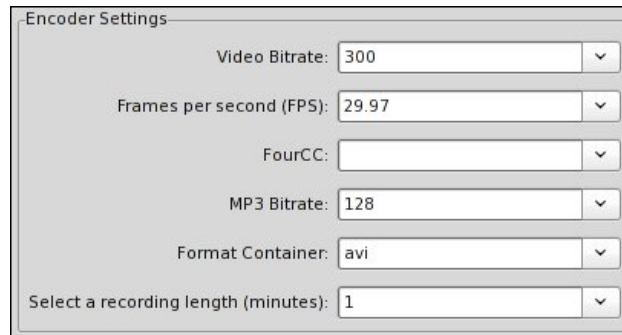 Encoder Settings
Video Bitrate: 300
Frames per second (FPS): 29.97
FourCC:
MP3 Bitrate: 128
Format Container: avi
Select a recording length (minutes): 1